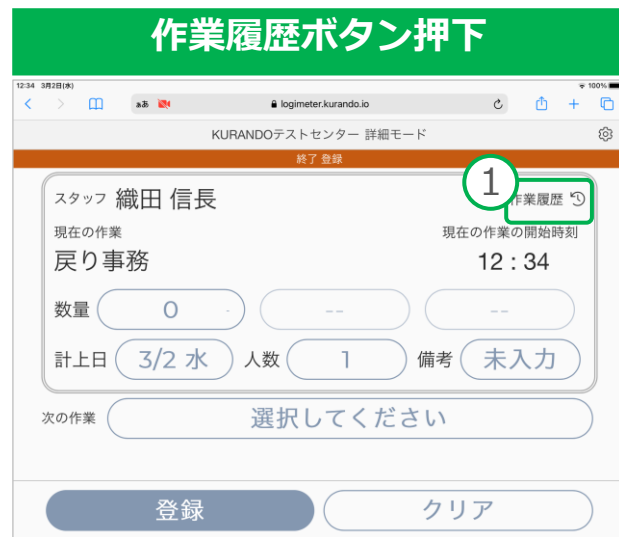 作業履歴ボタン押下
12:34 3月2日(水) 100%
ぁあ logimeter.kurando.io
KURANDOテストセンター 詳細モード
終了 登録
スタッフ 織田 信長 1 作業履歴
現在の作業 現在の作業の開始時刻
戻り事務 12 : 34
数量 0 -- --
計上日 3/2 水 人数 1 備考 未入力
次の作業 選択してください
登録 クリア